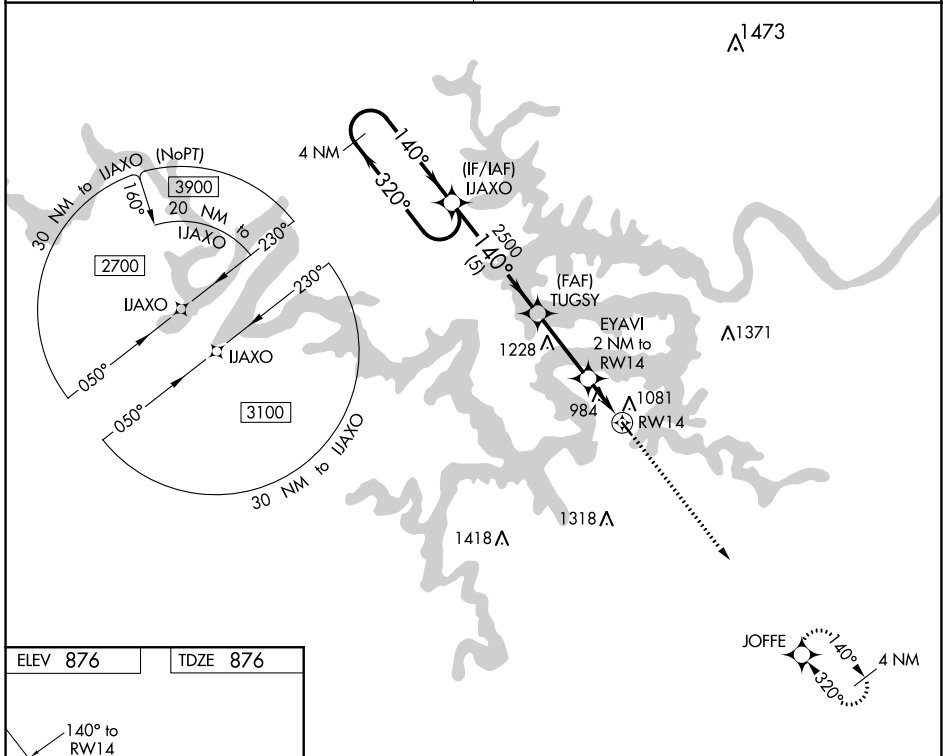 1473
4 NM
140°
320°
(IF/IAF)
IJAXO
30 NM to IJAXO (NoPT)
3900
160°
20 NM to
IJAXO
230°
2700
IJAXO
050°
230°
IJAXO
050°
3100
30 NM to IJAXO
2500
140°
(5)
(FAF)
TUGSY
1228
EYAVI
2 NM to
RW14
1371
984
1081
RW14
1418
1318
JOFFE
140°
4 NM
320°
ELEV 876
TDZE 876
140° to
RW14